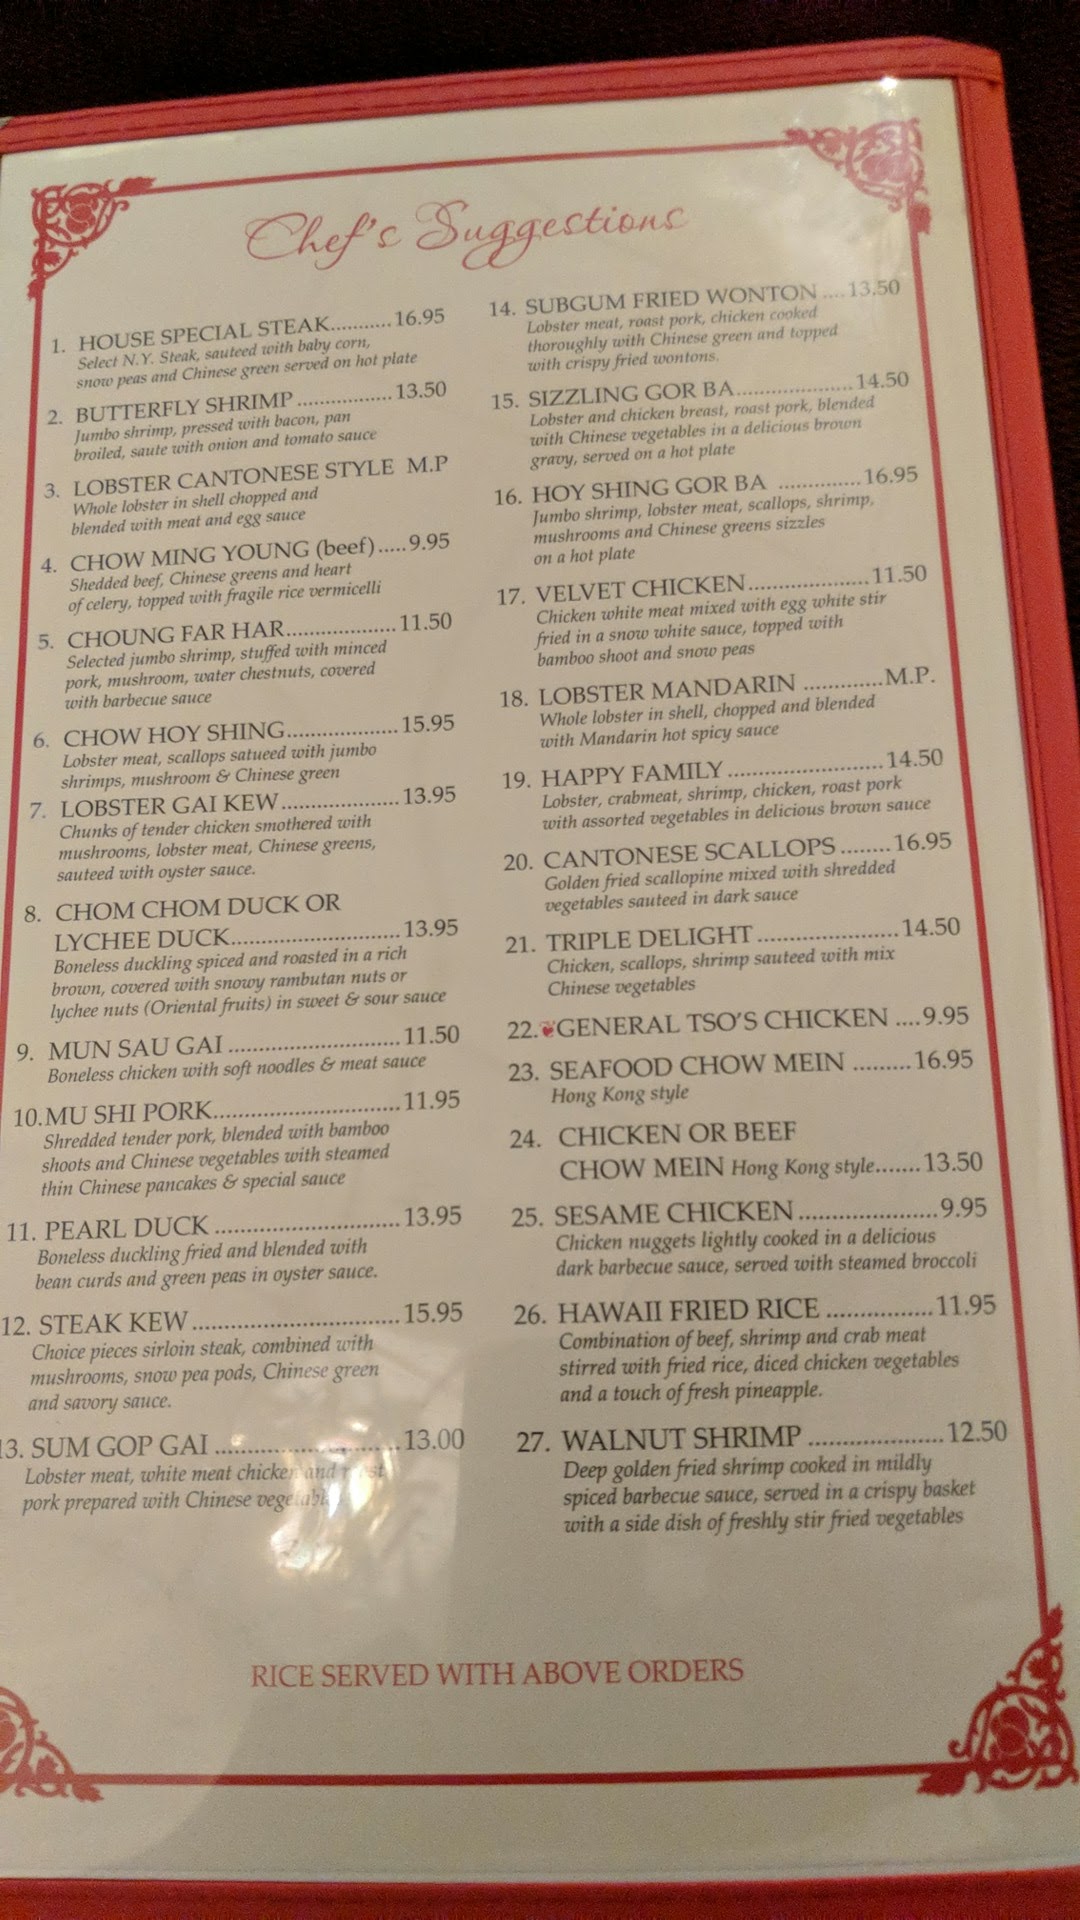 Chef's Suggestions
1. HOUSE SPECIAL STEAK...........16.95
Select N.Y. Steak, sauteed with baby corn,
snow peas and Chinese green served on hot plate
2. BUTTERFLY SHRIMP .................13.50
Jumbo shrimp, pressed with bacon, pan
broiled, saute with onion and tomato sauce
3. LOBSTER CANTONESE STYLE M.P
Whole lobster in shell chopped and
blended with meat and egg sauce
4. CHOW MING YOUNG (beef).....9.95
Shedded beef, Chinese greens and heart
of celery, topped with fragile rice vermicelli
5. CHOUNG FAR HAR....................11.50
Selected jumbo shrimp, stuffed with minced
pork, mushroom, water chestnuts, covered
with barbecue sauce
6. CHOW HOY SHING....................15.95
Lobster meat, scallops satueed with jumbo
shrimps, mushroom & Chinese green
7. LOBSTER GAI KEW.....................13.95
Chunks of tender chicken smothered with
mushrooms, lobster meat, Chinese greens,
sauteed with oyster sauce.
8. CHOM CHOM DUCK OR
LYCHEE DUCK..............................13.95
Boneless duckling spiced and roasted in a rich
brown, covered with snowy rambutan nuts or
lychee nuts (Oriental fruits) in sweet & sour sauce
9. MUN SAU GAI ..............................11.50
Boneless chicken with soft noodles & meat sauce
10. MU SHI PORK.................................11.95
Shredded tender pork, blended with bamboo
shoots and Chinese vegetables with steamed
thin Chinese pancakes & special sauce
11. PEARL DUCK ................................13.95
Boneless duckling fried and blended with
bean curds and green peas in oyster sauce.
12. STEAK KEW ....................................15.95
Choice pieces sirloin steak, combined with
mushrooms, snow pea pods, Chinese green
and savory sauce.
13. SUM GOP GAI ................................13.00
Lobster meat, white meat chicken and roast
pork prepared with Chinese vegetables
14. SUBGUM FRIED WONTON ....13.50
Lobster meat, roast pork, chicken cooked
thoroughly with Chinese green and topped
with crispy fried wontons.
15. SIZZLING GOR BA.....................14.50
Lobster and chicken breast, roast pork, blended
with Chinese vegetables in a delicious brown
gravy, served on a hot plate
16. HOY SHING GOR BA ..............16.95
Jumbo shrimp, lobster meat, scallops, shrimp,
mushrooms and Chinese greens sizzles
on a hot plate
17. VELVET CHICKEN.....................11.50
Chicken white meat mixed with egg white stir
fried in a snow white sauce, topped with
bamboo shoot and snow peas
18. LOBSTER MANDARIN .............M.P.
Whole lobster in shell, chopped and blended
with Mandarin hot spicy sauce
19. HAPPY FAMILY ..........................14.50
Lobster, crabmeat, shrimp, chicken, roast pork
with assorted vegetables in delicious brown sauce
20. CANTONESE SCALLOPS ........16.95
Golden fried scallopine mixed with shredded
vegetables sauteed in dark sauce
21. TRIPLE DELIGHT .......................14.50
Chicken, scallops, shrimp sauteed with mix
Chinese vegetables
22. GENERAL TSO'S CHICKEN ....9.95
23. SEAFOOD CHOW MEIN .........16.95
Hong Kong style
24. CHICKEN OR BEEF
CHOW MEIN Hong Kong style.......13.50
25. SESAME CHICKEN......................9.95
Chicken nuggets lightly cooked in a delicious
dark barbecue sauce, served with steamed broccoli
26. HAWAII FRIED RICE .................11.95
Combination of beef, shrimp and crab meat
stirred with fried rice, diced chicken vegetables
and a touch of fresh pineapple.
27. WALNUT SHRIMP .....................12.50
Deep golden fried shrimp cooked in mildly
spiced barbecue sauce, served in a crispy basket
with a side dish of freshly stir fried vegetables
RICE SERVED WITH ABOVE ORDERS